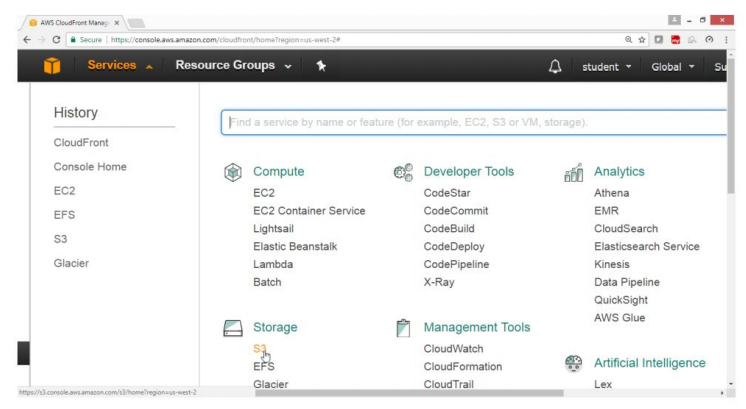 AWS CloudFront Manag
Secure | https://console.aws.amazon.com/cloudfront/home?region=us-west-2#
Services
Resource Groups
student
Global
Su
History
CloudFront
Console Home
EC2
EFS
S3
Glacier
Find a service by name or feature (for example, EC2, S3 or VM, storage).
Compute
EC2
EC2 Container Service
Lightsail
Elastic Beanstalk
Lambda
Batch
Developer Tools
CodeStar
CodeCommit
CodeBuild
CodeDeploy
CodePipeline
X-Ray
Analytics
Athena
EMR
CloudSearch
Elasticsearch Service
Kinesis
Data Pipeline
QuickSight
AWS Glue
Storage
S3
EFS
Glacier
Management Tools
CloudWatch
CloudFormation
CloudTrail
Artificial Intelligence
Lex
https://s3.console.aws.amazon.com/s3/home?region=us-west-2